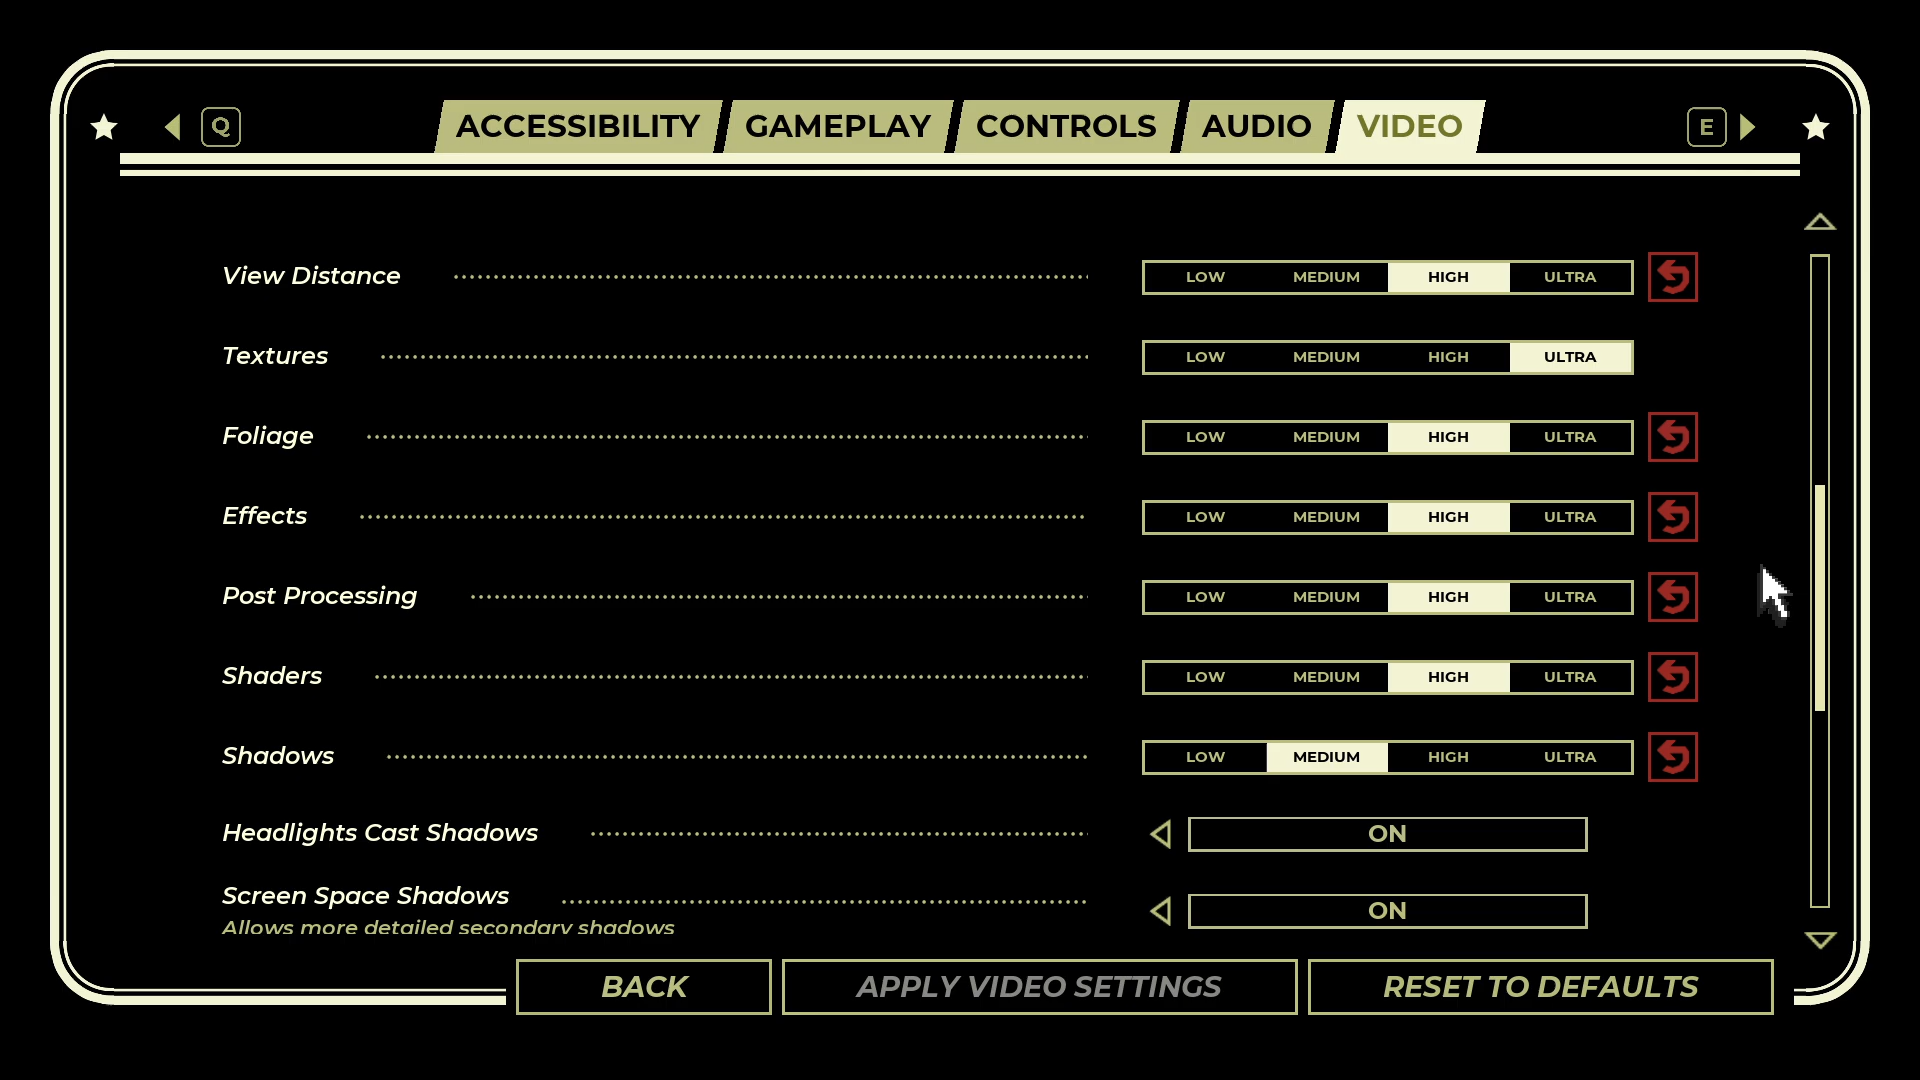 Q ACCESSIBILITY GAMEPLAY CONTROLS AUDIO VIDEO E
View Distance LOW MEDIUM HIGH ULTRA
Textures LOW MEDIUM HIGH ULTRA
Foliage LOW MEDIUM HIGH ULTRA
Effects LOW MEDIUM HIGH ULTRA
Post Processing LOW MEDIUM HIGH ULTRA
Shaders LOW MEDIUM HIGH ULTRA
Shadows LOW MEDIUM HIGH ULTRA
Headlights Cast Shadows ON
Screen Space Shadows ON
Allows more detailed secondary shadows
BACK APPLY VIDEO SETTINGS RESET TO DEFAULTS